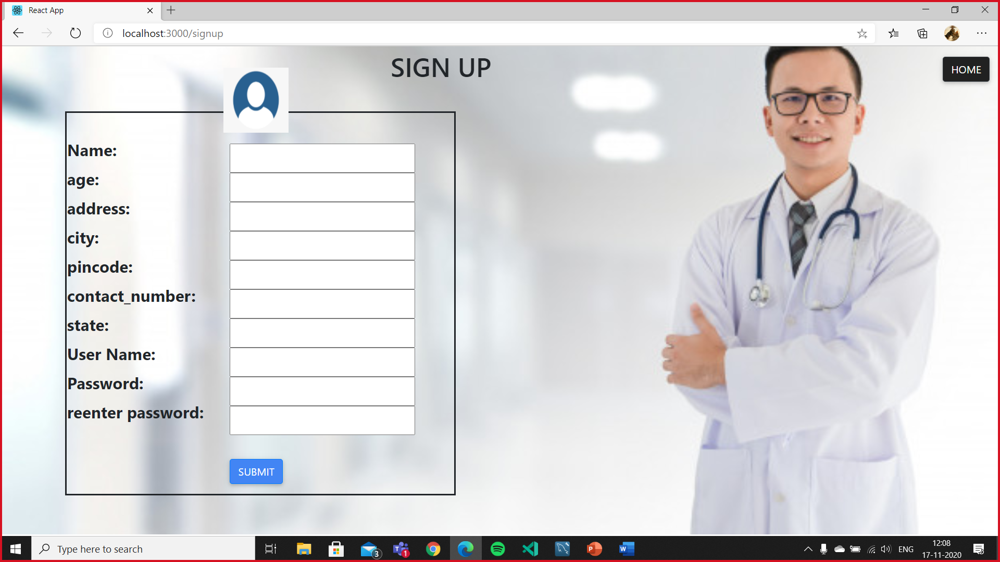 React App
localhost:3000/signup
SIGN UP
HOME
Name:
age:
address:
city:
pincode:
contact_number:
state:
User Name:
Password:
reenter password:
SUBMIT
Type here to search
3
T
1
P
W
ENG
12:08
17-11-2020